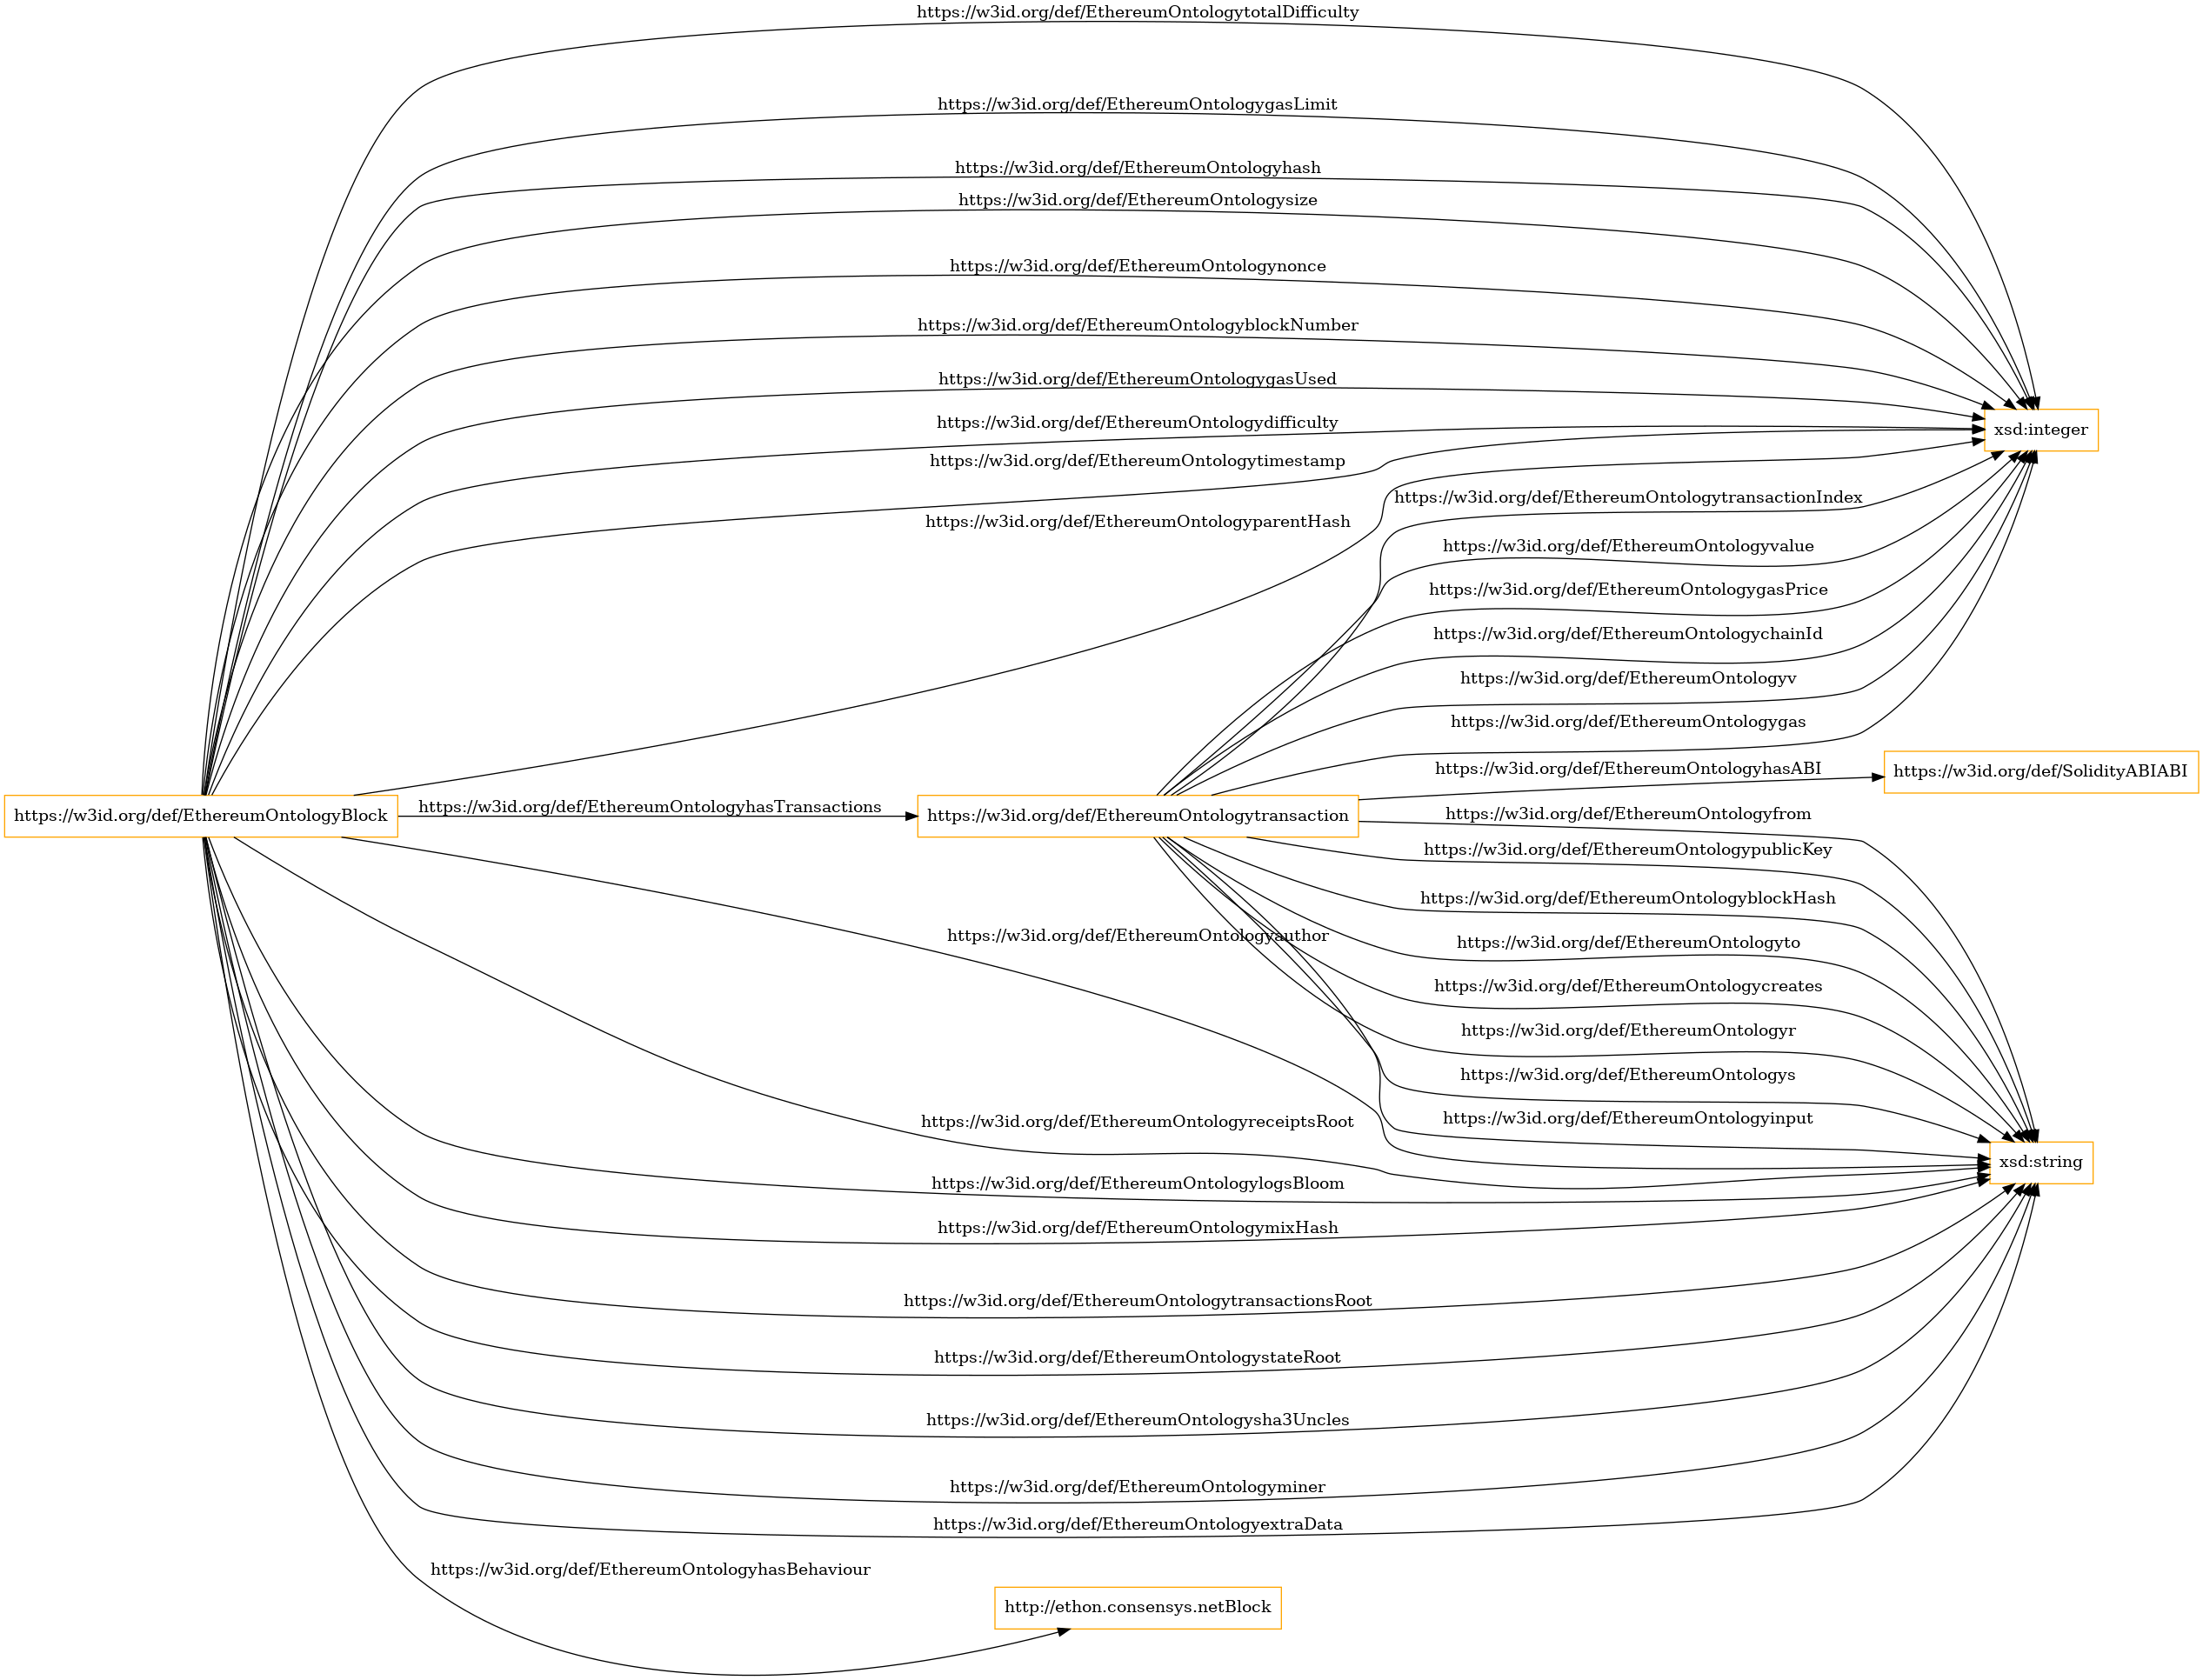 https://w3id.org/def/EthereumOntologytotalDifficulty
https://w3id.org/def/EthereumOntologygasLimit
https://w3id.org/def/EthereumOntologyhash
https://w3id.org/def/EthereumOntologysize
https://w3id.org/def/EthereumOntologynonce
https://w3id.org/def/EthereumOntologyblockNumber
https://w3id.org/def/EthereumOntologygasUsed
https://w3id.org/def/EthereumOntologydifficulty
xsd:integer
https://w3id.org/def/EthereumOntologytimestamp
https://w3id.org/def/EthereumOntologytransactionIndex
https://w3id.org/def/EthereumOntologyparentHash
https://w3id.org/def/EthereumOntologyvalue
https://w3id.org/def/EthereumOntologygasPrice
https://w3id.org/def/EthereumOntologychainId
https://w3id.org/def/EthereumOntologyv
https://w3id.org/def/EthereumOntologygas
https://w3id.org/def/EthereumOntologyhasABI
https://w3id.org/def/SolidityABIABI
https://w3id.org/def/EthereumOntologyBlock
https://w3id.org/def/EthereumOntologyhasTransactions
https://w3id.org/def/EthereumOntologytransaction
https://w3id.org/def/EthereumOntologyfrom
https://w3id.org/def/EthereumOntologypublicKey
https://w3id.org/def/EthereumOntologyblockHash
https://w3id.org/def/EthereumOntologyauthor
https://w3id.org/def/EthereumOntologyto
https://w3id.org/def/EthereumOntologycreates
https://w3id.org/def/EthereumOntologyr
https://w3id.org/def/EthereumOntologys
https://w3id.org/def/EthereumOntologyinput
https://w3id.org/def/EthereumOntologyreceiptsRoot
xsd:string
https://w3id.org/def/EthereumOntologylogsBloom
https://w3id.org/def/EthereumOntologymixHash
https://w3id.org/def/EthereumOntologytransactionsRoot
https://w3id.org/def/EthereumOntologystateRoot
https://w3id.org/def/EthereumOntologysha3Uncles
https://w3id.org/def/EthereumOntologyminer
https://w3id.org/def/EthereumOntologyextraData
https://w3id.org/def/EthereumOntologyhasBehaviour
http://ethon.consensys.netBlock